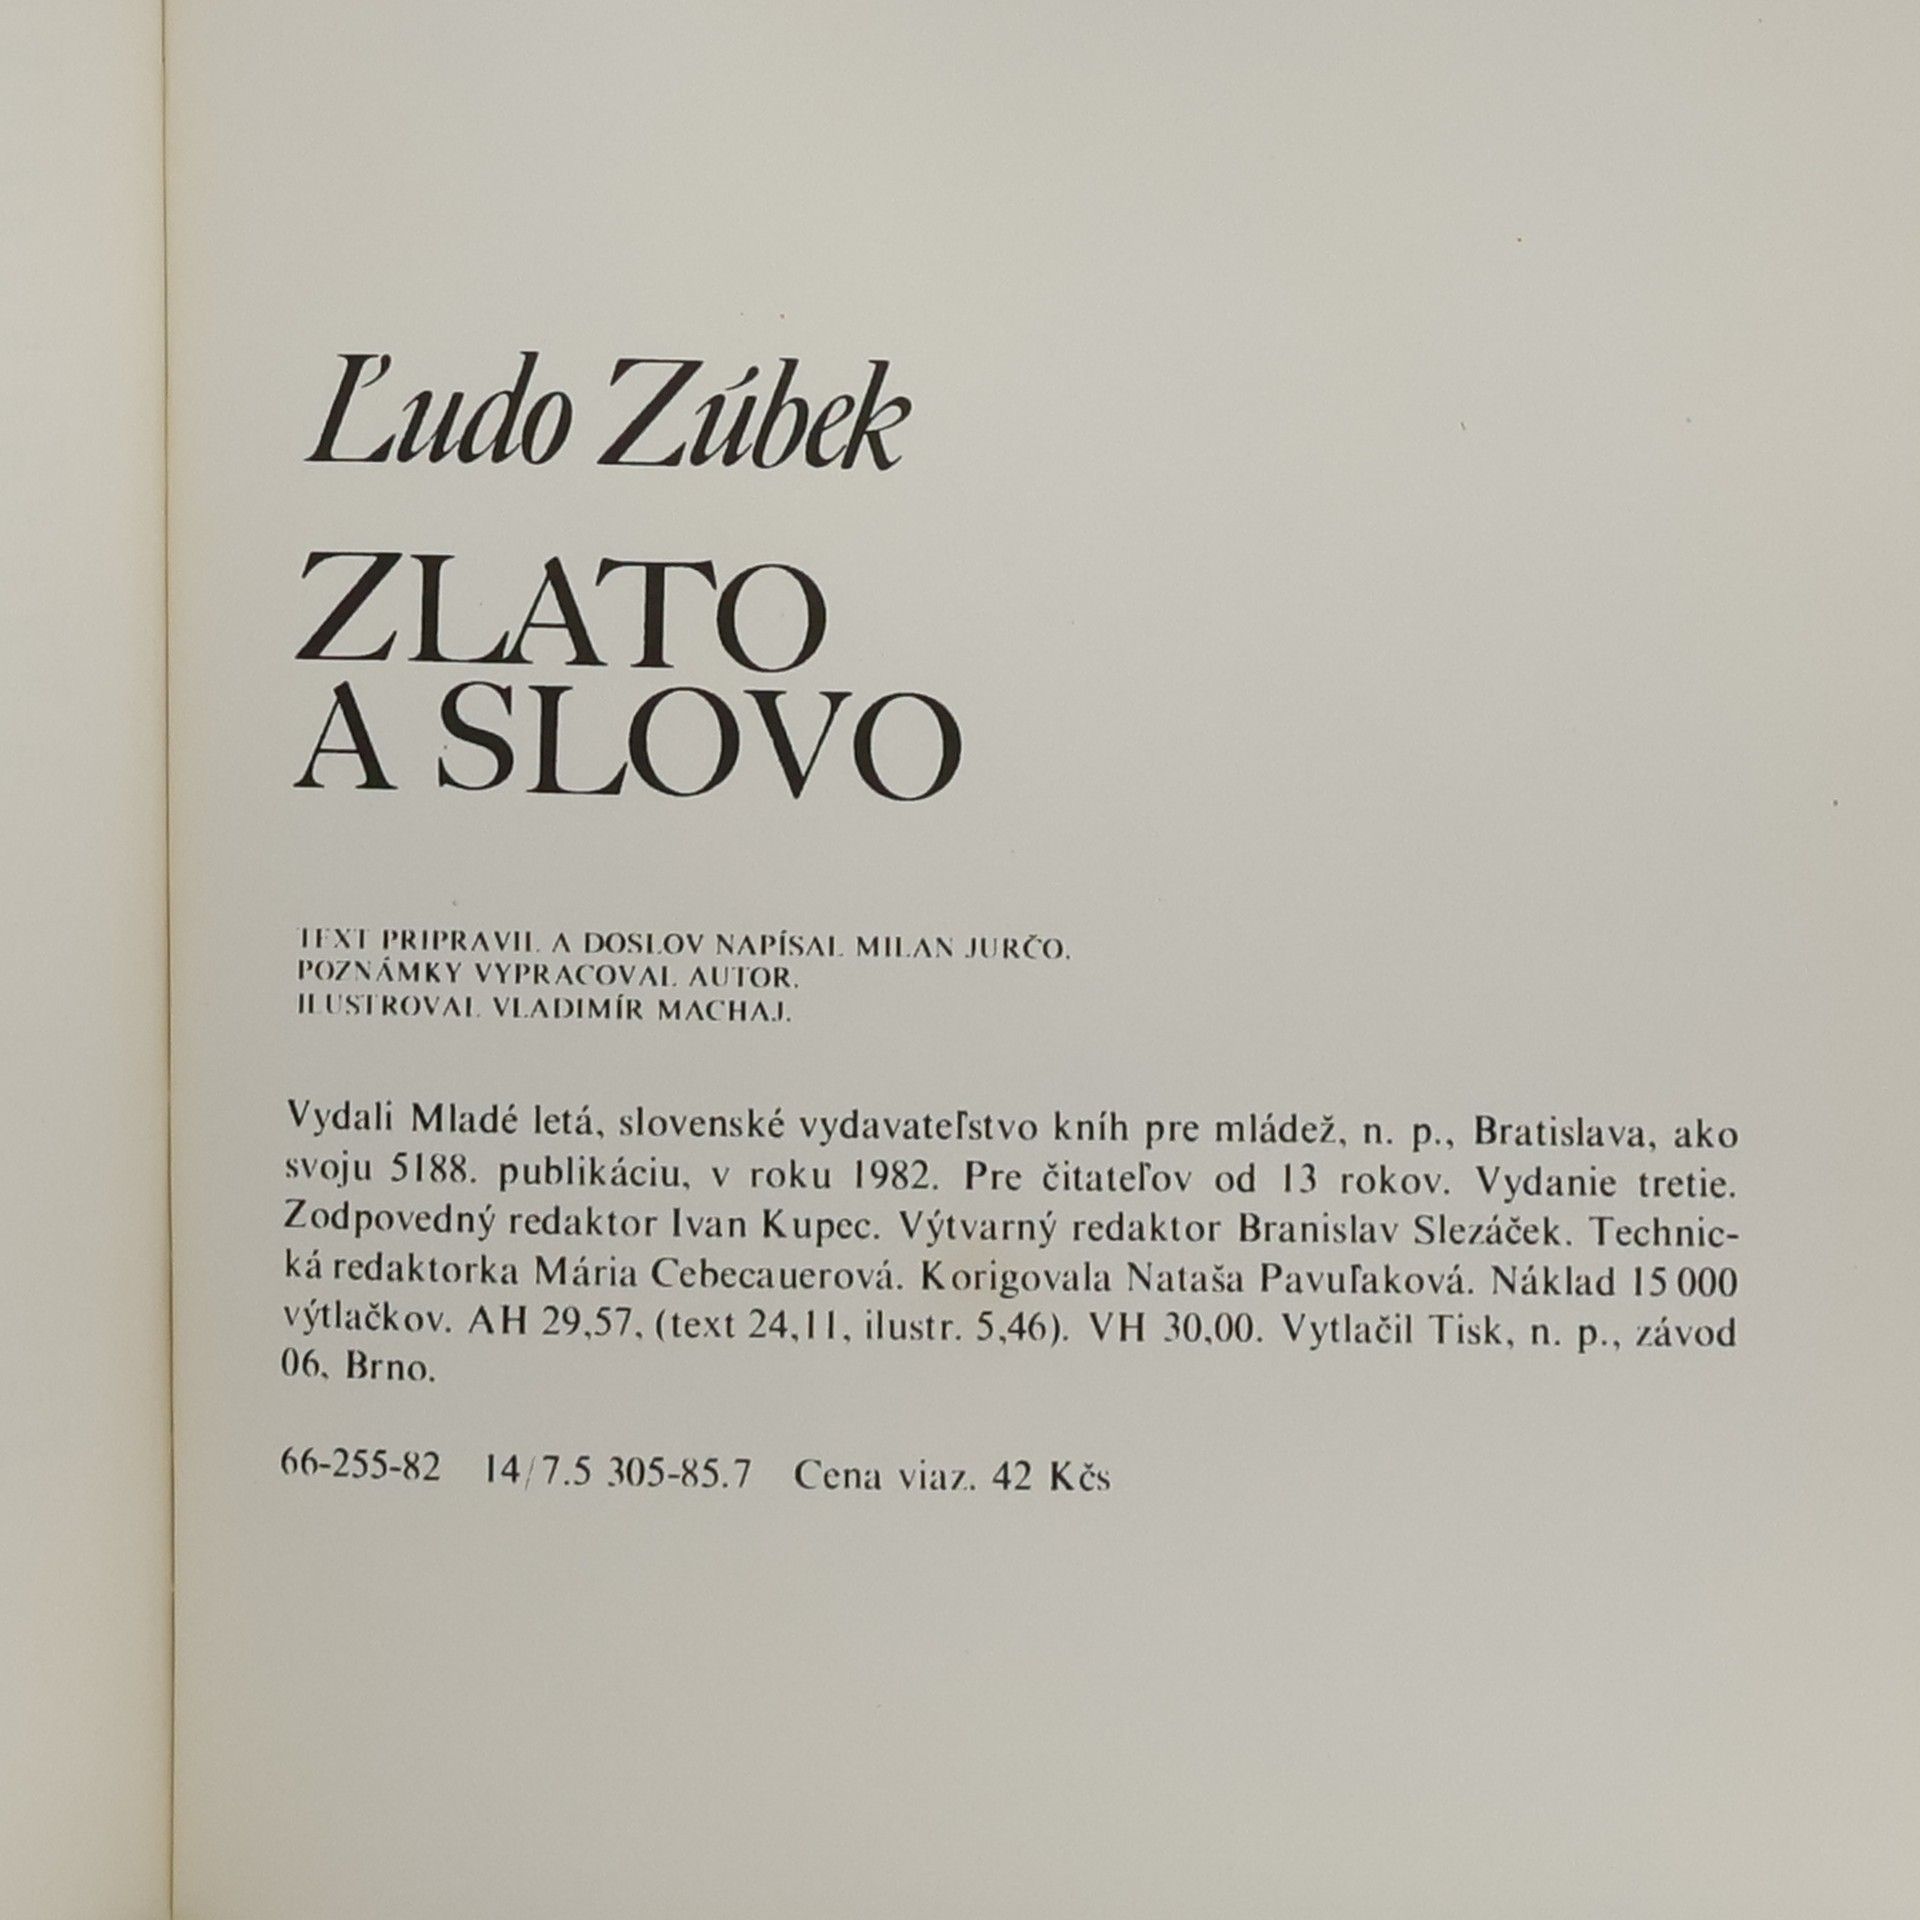 Ľudo Zúbek
ZLATO
A SLOVO
TEXT PRIPRAVIL A DOSLOV NAPÍSAL MILAN JURČO.
POZNÁMKY VYPRACOVAL AUTOR.
ILUSTROVAL VLADIMÍR MACHAJ.
Vydali Mladé letá, slovenské vydavateľstvo kníh pre mládež, n. p., Bratislava, ako
svoju 5188. publikáciu, v roku 1982. Pre čitateľov od 13 rokov. Vydanie tretie.
Zodpovedný redaktor Ivan Kupec. Výtvarný redaktor Branislav Slezáček. Technic-
ká redaktorka Mária Cebecauerová. Korigovala Nataša Pavuľaková. Náklad 15 000
výtlačkov. AH 29,57, (text 24,11, ilustr. 5,46). VH 30,00. Vytlačil Tisk, n. p., závod
06, Brno.
66-255-82 14/7.5 305-85.7 Cena viaz. 42 Kčs